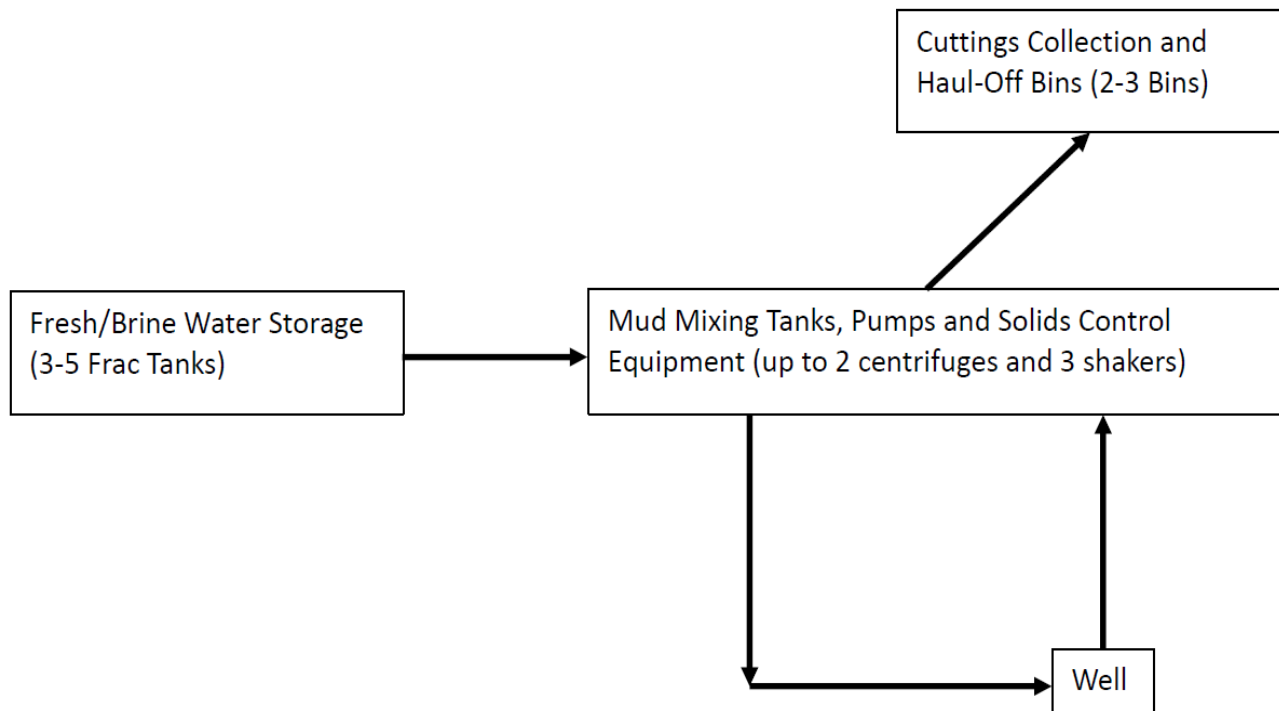 Cuttings Collection and
Haul-Off Bins (2-3 Bins)
Fresh/Brine Water Storage
(3-5 Frac Tanks)
Mud Mixing Tanks, Pumps and Solids Control
Equipment (up to 2 centrifuges and 3 shakers)
Well